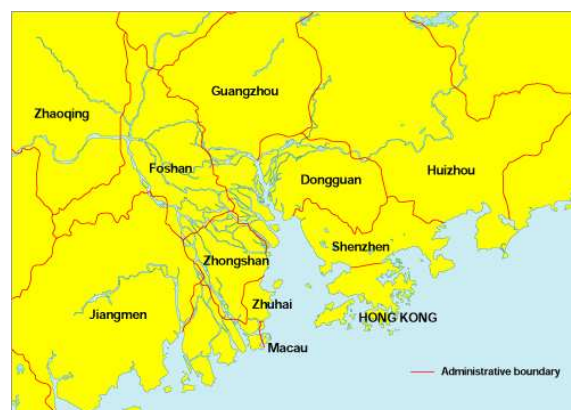 Guangzhou
Zhaoqing
Foshan
Huizhou
Dongguan
Shenzhen
Zhongshan
Zhuhai
Jiangmen
HONG KONG
Macau
Administrative boundary